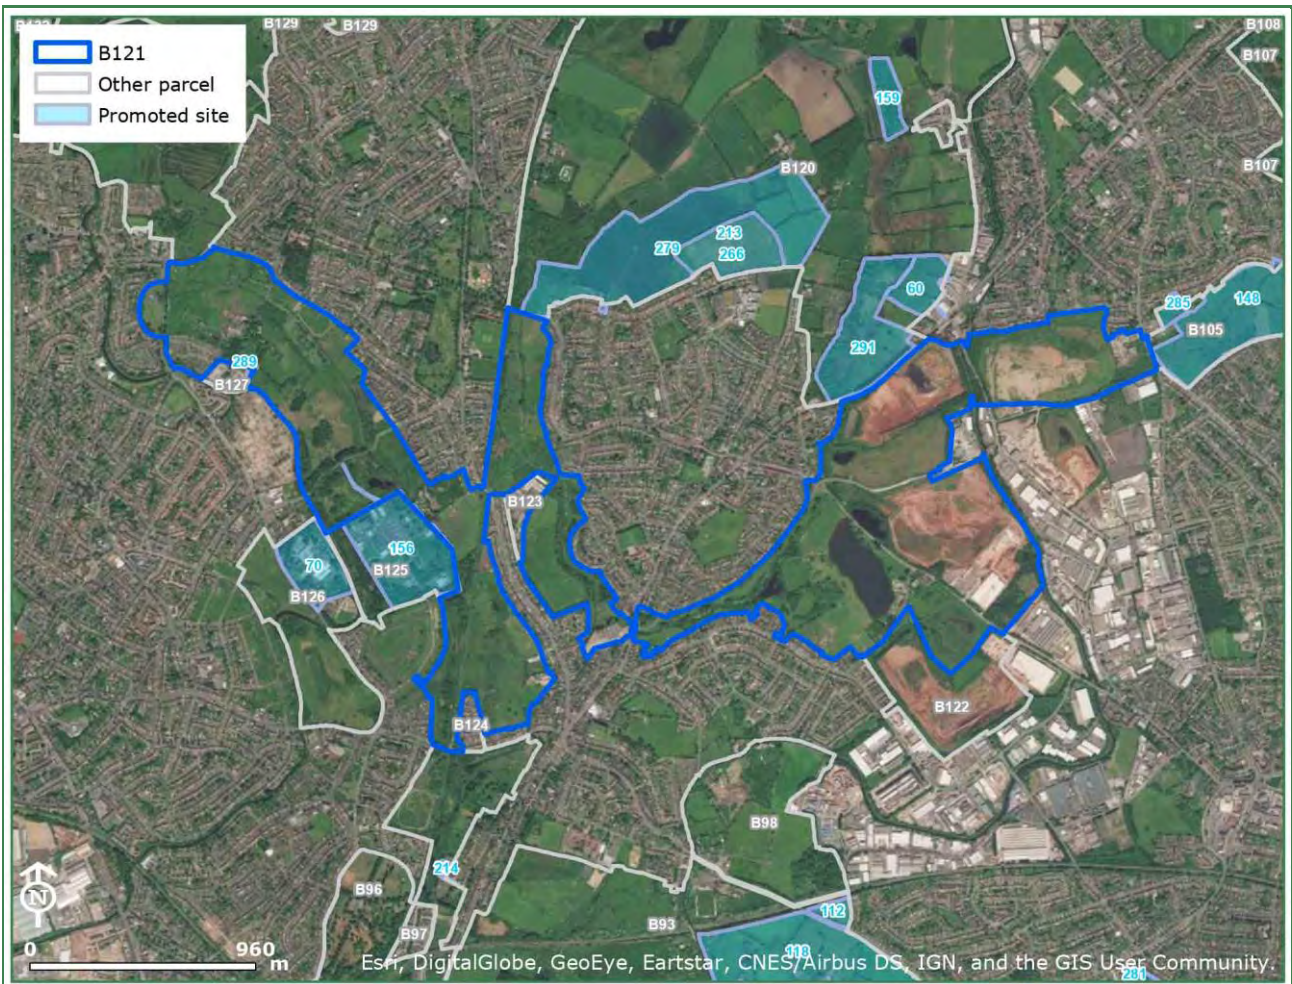 B129
B129
B108
B107
B121
Other parcel
Promoted site
159
B107
B120
213
279
266
60
285
148
B105
291
289
B127
B123
156
70
B125
B126
B124
B122
B98
214
B96
B97
B93
112
118
281
N
0
960
m
Esri, DigitalGlobe, GeoEye, Eartstar, CNES/Airbus DS, IGN, and the GIS User Community.